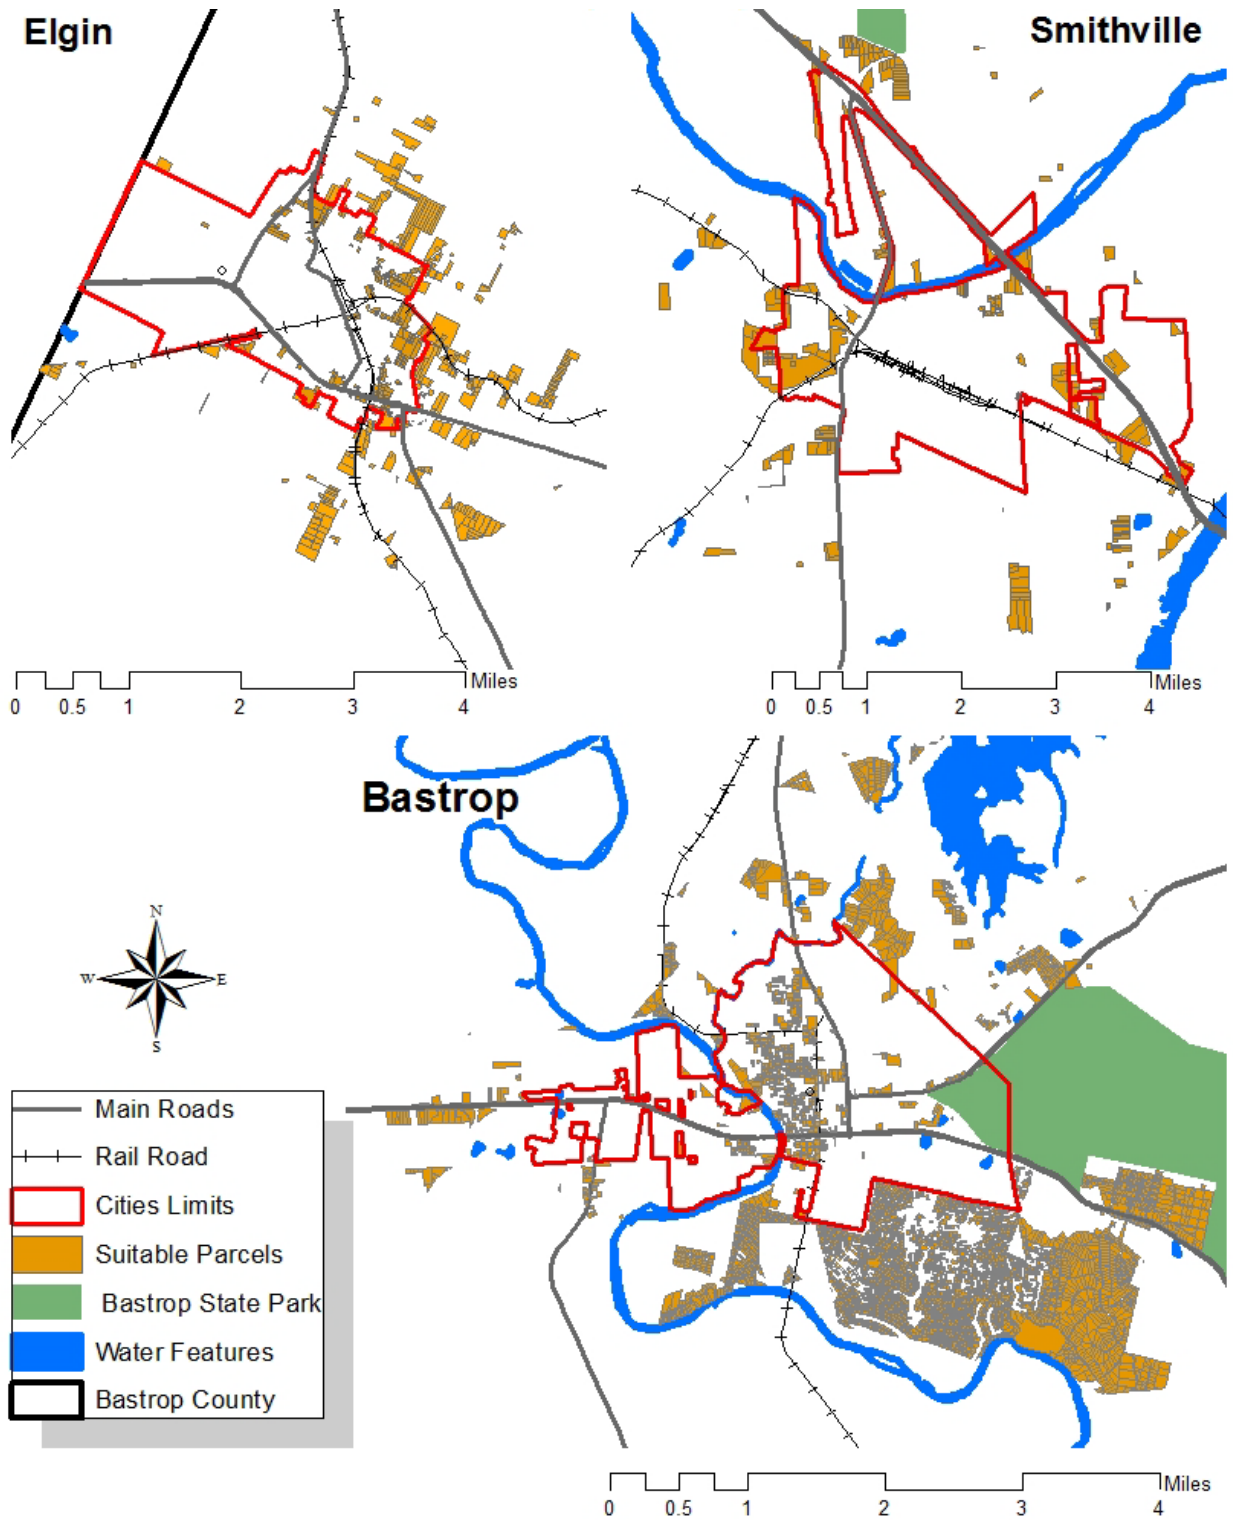 Elgin
Smithville
Miles
0 0.5 1 2 3 4
Miles
0 0.5 1 2 3 4
Bastrop
N
W E
S
Main Roads
Rail Road
Cities Limits
Suitable Parcels
Bastrop State Park
Water Features
Bastrop County
Miles
0 0.5 1 2 3 4